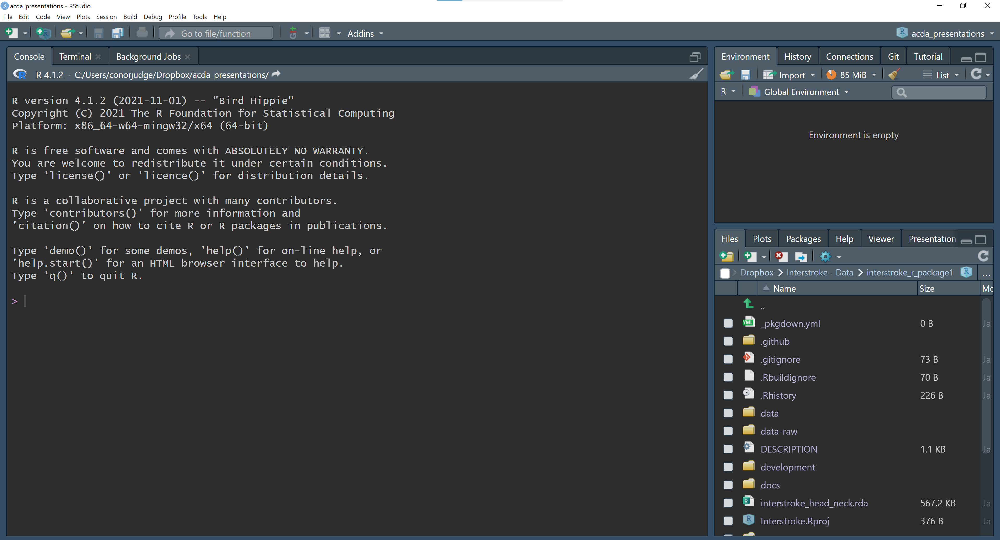 acda_presentations - RStudio
File Edit Code View Plots Session Build Debug Profile Tools Help
Go to file/function Addins acda_presentations
Console Terminal Background Jobs
R 4.1.2 · C:/Users/conorjudge/Dropbox/acda_presentations/
R version 4.1.2 (2021-11-01) -- "Bird Hippie"
Copyright (C) 2021 The R Foundation for Statistical Computing
Platform: x86_64-w64-mingw32/x64 (64-bit)
R is free software and comes with ABSOLUTELY NO WARRANTY.
You are welcome to redistribute it under certain conditions.
Type 'license()' or 'licence()' for distribution details.
R is a collaborative project with many contributors.
Type 'contributors()' for more information and
'citation()' on how to cite R or R packages in publications.
Type 'demo()' for some demos, 'help()' for on-line help, or
'help.start()' for an HTML browser interface to help.
Type 'q()' to quit R.
>
Environment History Connections Git Tutorial
Import 85 MiB List
R Global Environment
Environment is empty
Files Plots Packages Help Viewer Presentation
Dropbox Interstroke - Data interstroke_r_package1 ...
Name Size Mo
..
_pkgdown.yml 0 B Ja
.github
.gitignore 73 B Ja
.Rbuildignore 70 B Ja
.Rhistory 226 B Ja
data
data-raw
DESCRIPTION 1.1 KB Ja
development
docs
interstroke_head_neck.rda 567.2 KB Ja
Interstroke.Rproj 376 B Ja